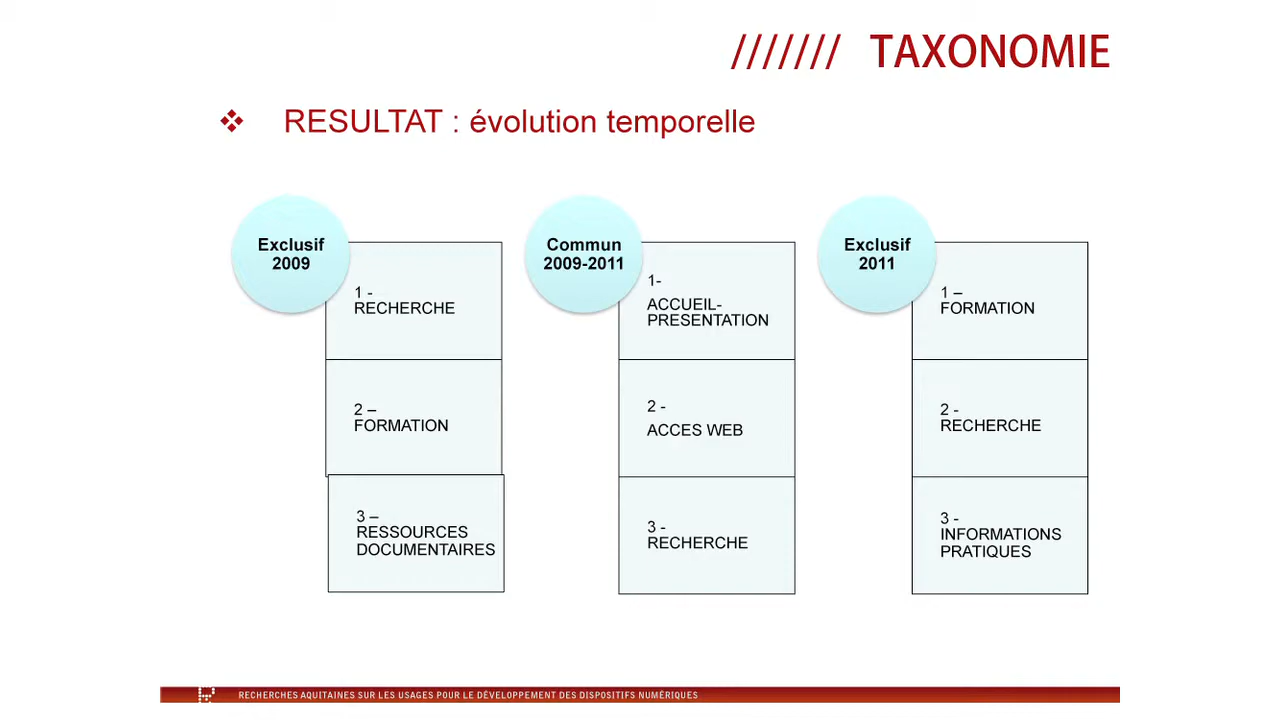 /////// TAXONOMIE
❖ RESULTAT : évolution temporelle
Exclusif
2009
1 -
RECHERCHE
2 –
FORMATION
3 –
RESSOURCES
DOCUMENTAIRES
Commun
2009-2011
1-
ACCUEIL-
PRESENTATION
2 -
ACCES WEB
3 -
RECHERCHE
Exclusif
2011
1 –
FORMATION
2 -
RECHERCHE
3 -
INFORMATIONS
PRATIQUES
RECHERCHES AQUITAINES SUR LES USAGES POUR LE DÉVELOPPEMENT DES DISPOSITIFS NUMÉRIQUES